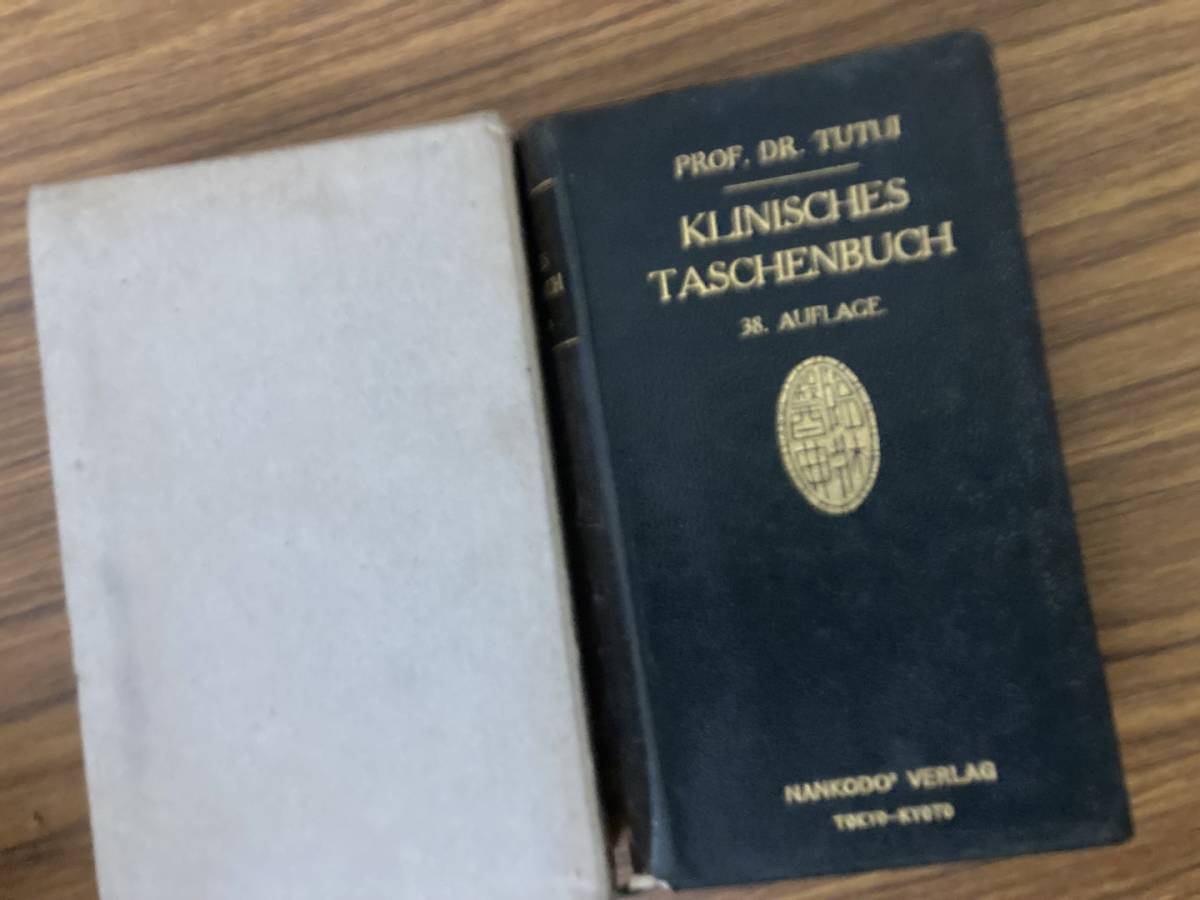 PROF. DR. TUTUI
KLINISCHES
TASCHENBUCH
38. AUFLAGE.
NANKODO' VERLAG
TOKYO-KYOTO